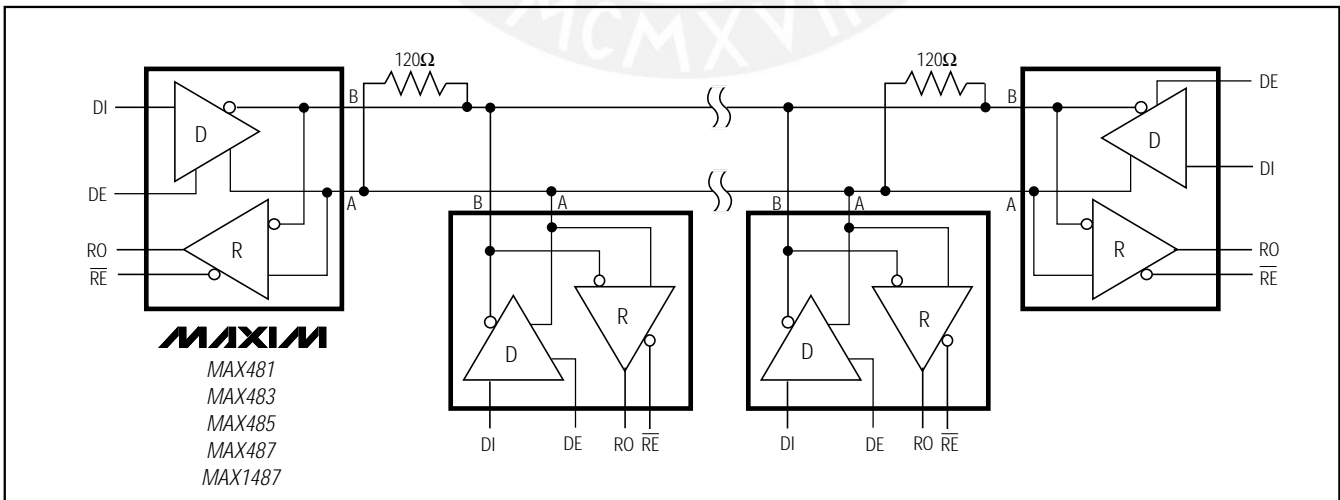 MCMXVII
120Ω 120Ω
DI B B DE
D D
DE DI
A B A B A A
RO R R RO
RE RE
R R
D D
MAXIM
MAX481
MAX483
MAX485
MAX487
MAX1487
DI DE RO RE DI DE RO RE